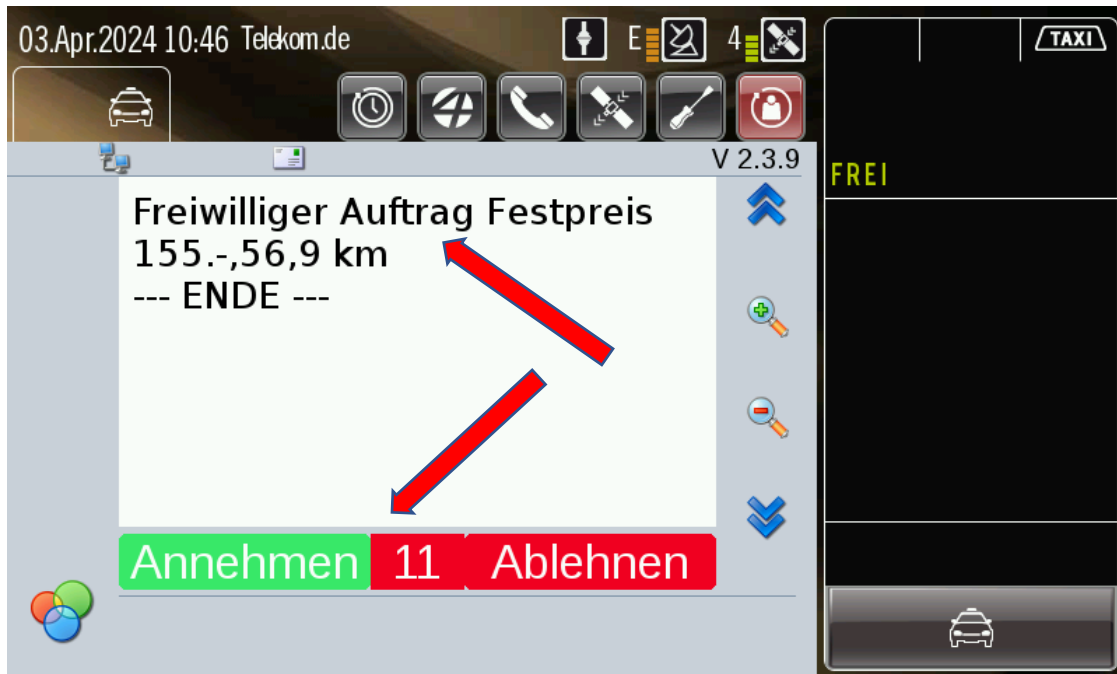 03.Apr.2024 10:46 Telekom.de
E
4
TAXI
V 2.3.9
FREI
Freiwilliger Auftrag Festpreis
155.-,56,9 km
--- ENDE ---
Annehmen 11 Ablehnen